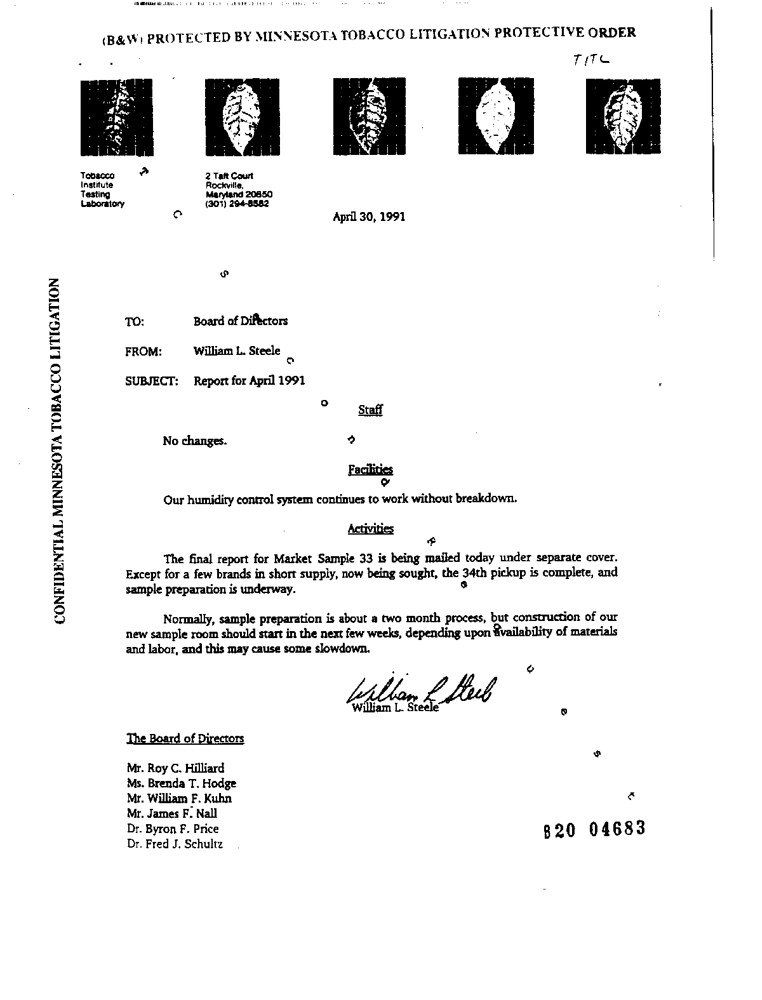 (B&W) PROTECTED BY MINNESOTA TOBACCO LITIGATION PROTECTIVE ORDER
TITL
Tobacco
Institute
Testing
Laboratory
2 Taft Court
Rockville,
Maryland 20850
(301) 294-8582
April 30, 1991
CONFIDENTIAL MINNESOTA TOBACCO LITIGATION
TO: Board of Directors
FROM: William L. Steele
SUBJECT: Report for April 1991
Staff
No changes.
Facilities
Our humidity control system continues to work without breakdown.
Activities
The final report for Market Sample 33 is being mailed today under separate cover.
Except for a few brands in short supply, now being sought, the 34th pickup is complete, and
sample preparation is underway.
Normally, sample preparation is about a two month process, but construction of our
new sample room should start in the next few weeks, depending upon availability of materials
and labor, and this may cause some slowdown.
William L Steele
William L. Steele
The Board of Directors
Mr. Roy C. Hilliard
Ms. Brenda T. Hodge
Mr. William F. Kuhn
Mr. James F. Nall
Dr. Byron F. Price
Dr. Fred J. Schultz
B20 04683